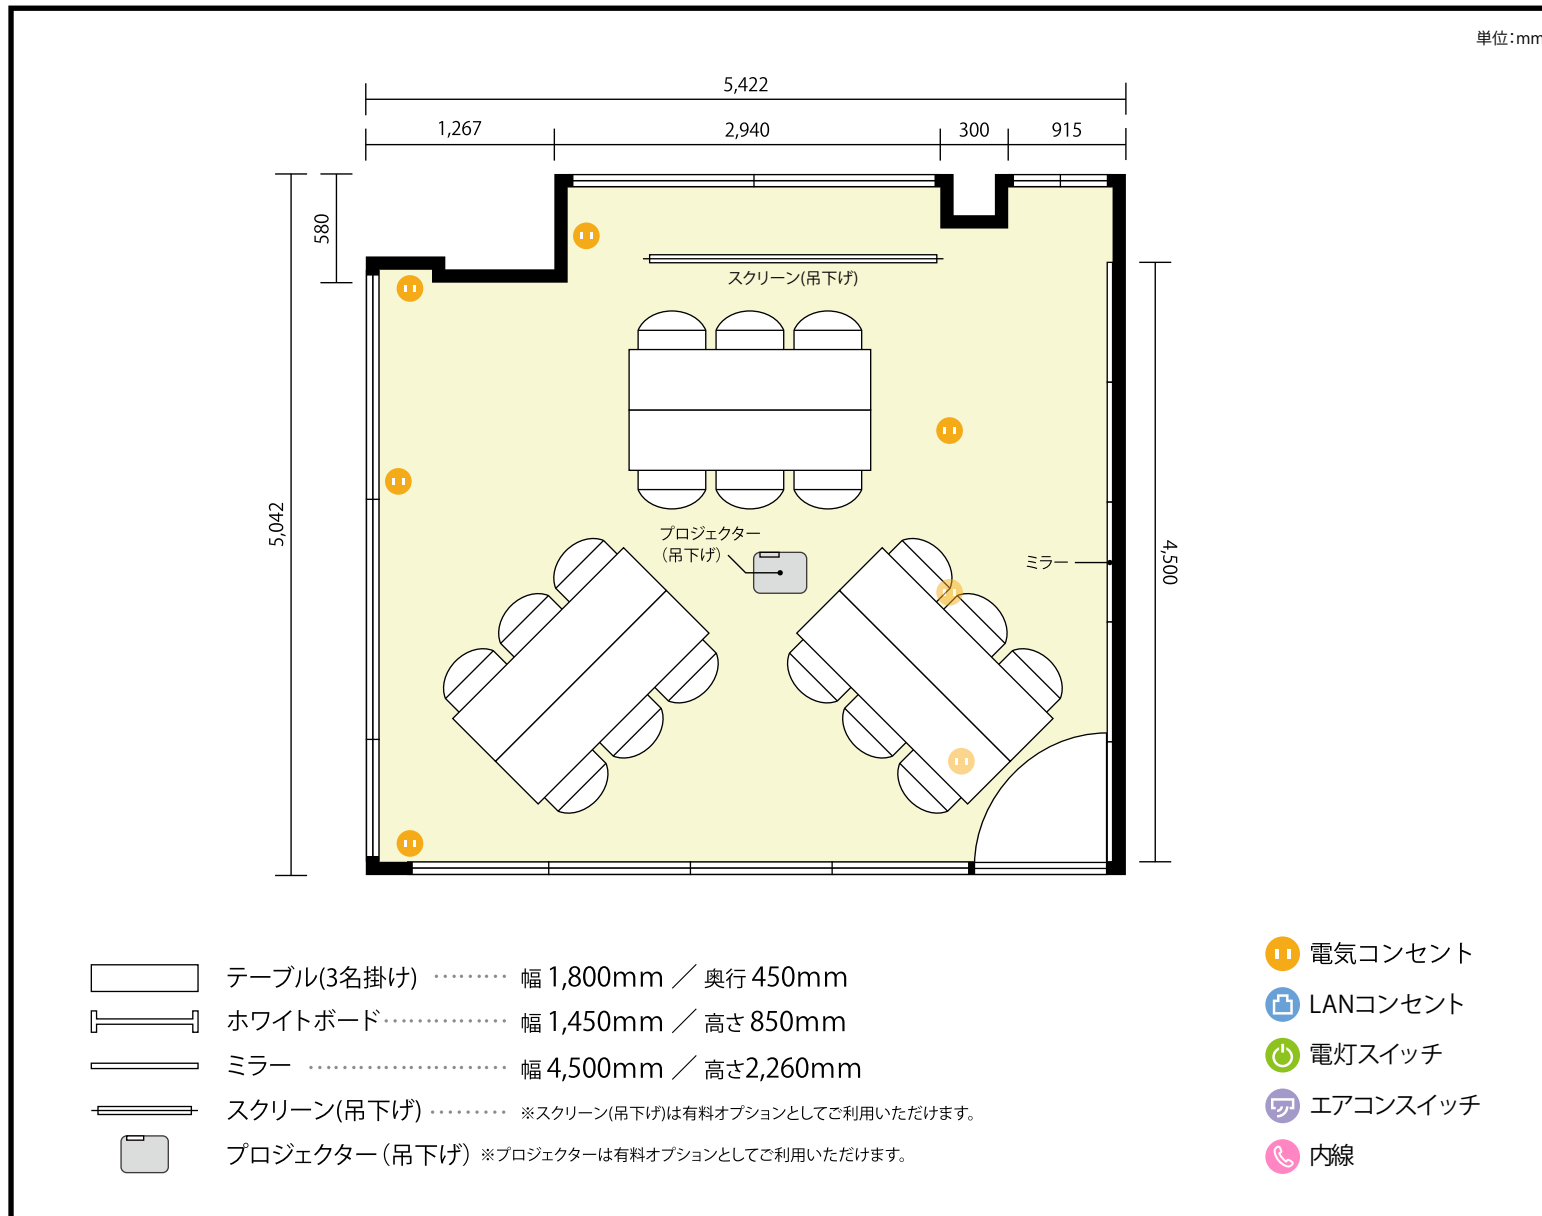 単位：mm
5,422
1,267
2,940
300
915
580
スクリーン(吊下げ)
5,042
プロジェクター
（吊下げ）
ミラー
4,500
テーブル(3名掛け) ········· 幅 1,800mm ／ 奥行 450mm
ホワイトボード ·············· 幅 1,450mm ／ 高さ 850mm
ミラー ······················ 幅 4,500mm ／ 高さ2,260mm
スクリーン(吊下げ) ········· ※スクリーン(吊下げ)は有料オプションとしてご利用いただけます。
プロジェクター（吊下げ） ※プロジェクターは有料オプションとしてご利用いただけます。
電気コンセント
LANコンセント
電灯スイッチ
エアコンスイッチ
内線